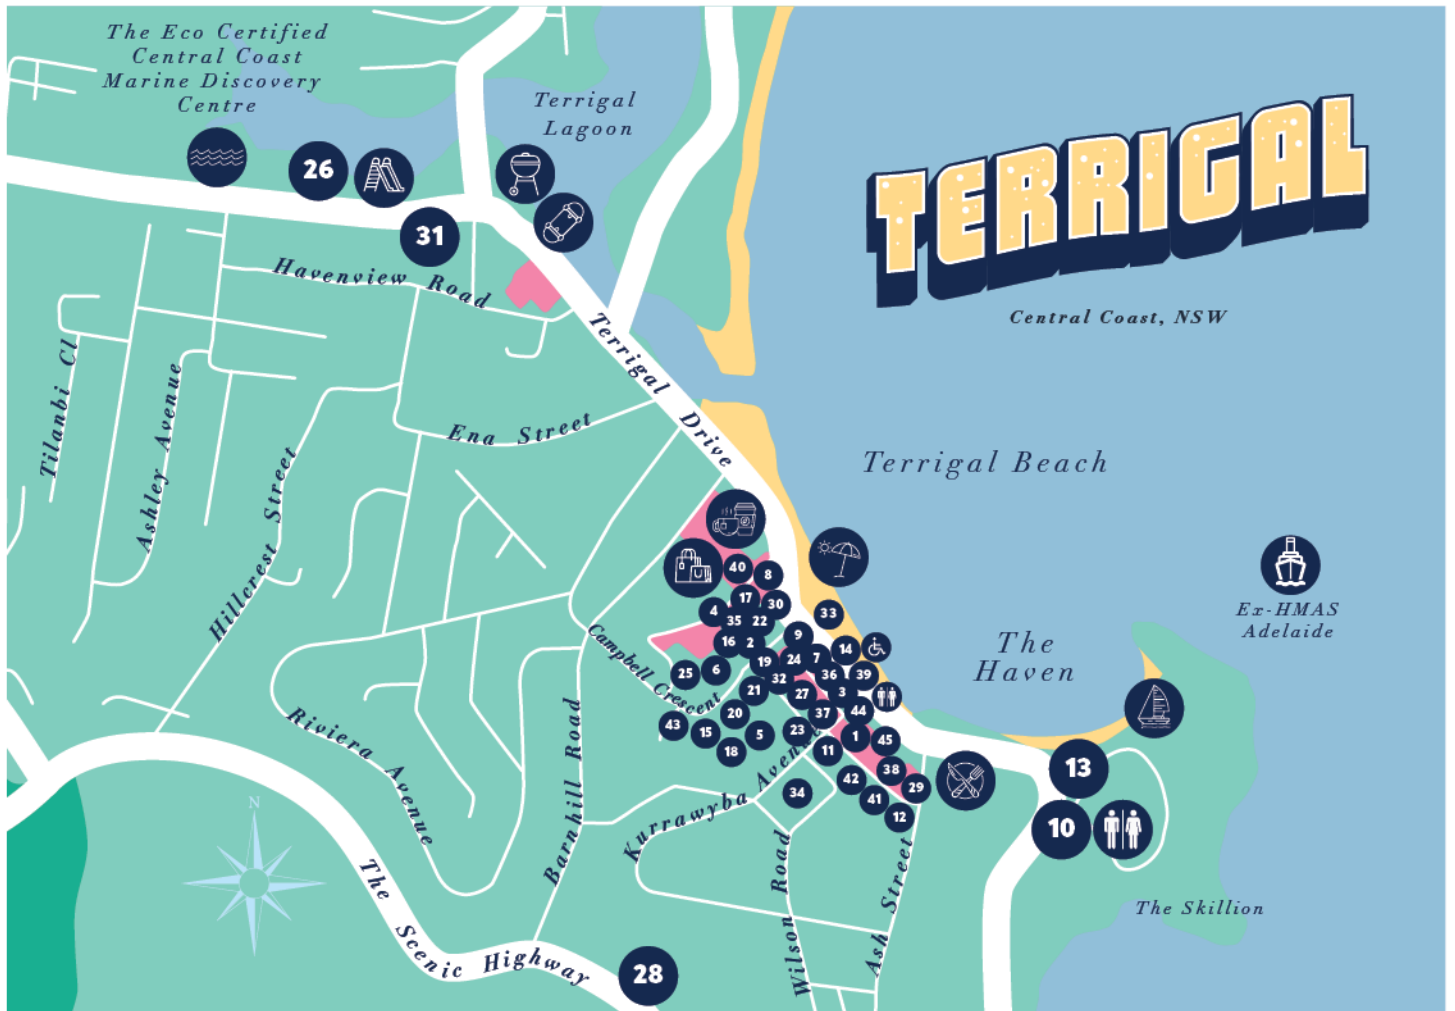 The Eco Certified
Central Coast
Marine Discovery
Centre
Terrigal
Lagoon
TERRIGAL
Central Coast, NSW
26
31
Havenview Road
Terrigal Drive
Tilanbi Cl
Ashley Avenue
Hillcrest Street
Ena Street
Terrigal Beach
Ex-HMAS
Adelaide
The
Haven
40
8
17
30
4
35
22
33
16
2
9
14
19
24
7
25
6
32
36
39
21
27
3
43
20
37
44
15
5
23
18
11
1
45
38
42
29
34
41
12
13
10
28
Campbell Crescent
Riviera Avenue
Barnhill Road
Kurrawyba Avenue
Wilson Road
Ash Street
The Skillion
The Scenic Highway
N